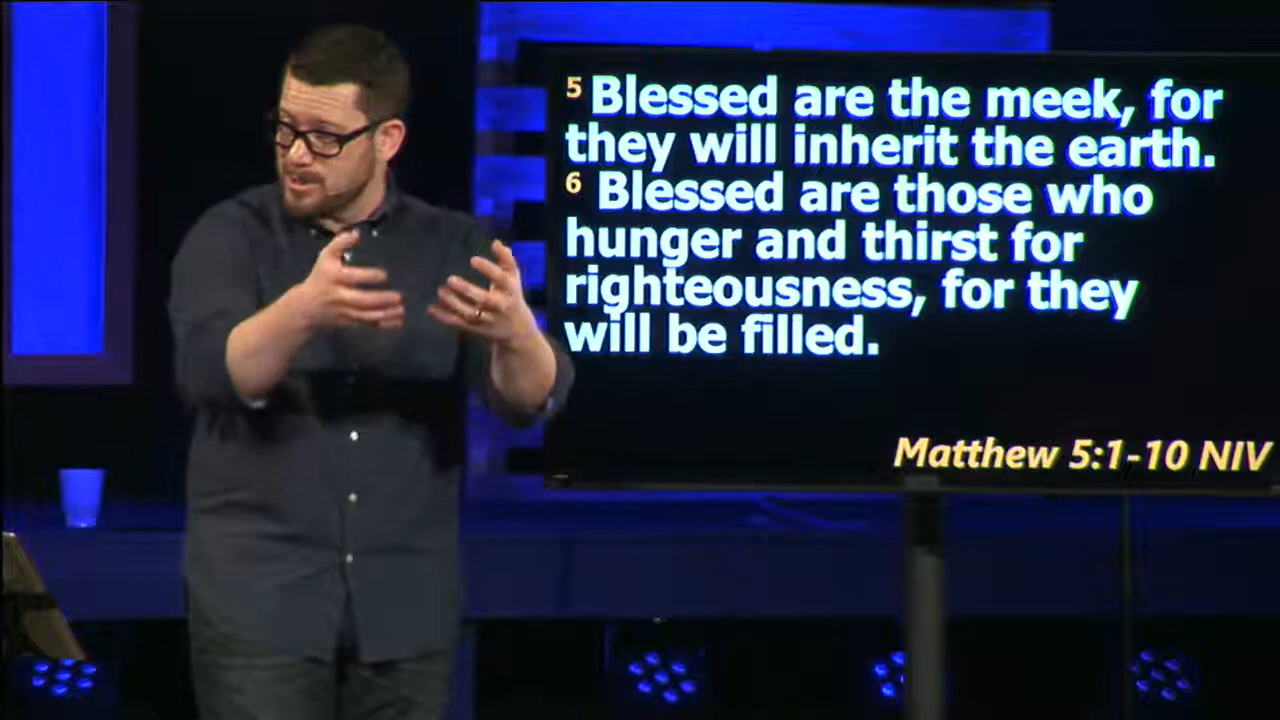 5 Blessed are the meek, for
they will inherit the earth.
6 Blessed are those who
hunger and thirst for
righteousness, for they
will be filled.
Matthew 5:1-10 NIV